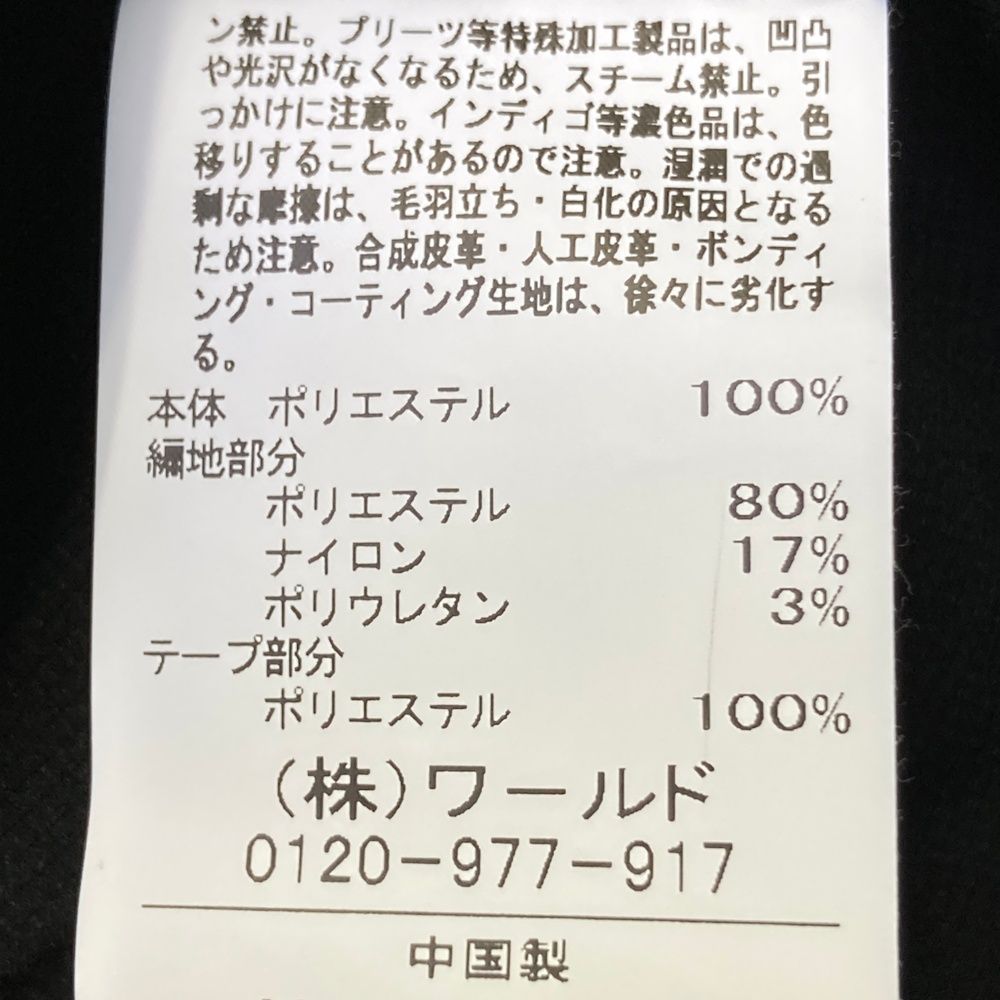 ン禁止。プリーツ等特殊加工製品は、凹凸
や光沢がなくなるため、スチーム禁止。引
っかけに注意。インディゴ等濃色品は、色
移りすることがあるので注意。湿潤での過
剰な摩擦は、毛羽立ち・白化の原因となる
ため注意。合成皮革・人工皮革・ボンディ
ング・コーティング生地は、徐々に劣化す
る。
本体 ポリエステル 100%
編地部分
ポリエステル 80%
ナイロン 17%
ポリウレタン 3%
テープ部分
ポリエステル 100%
(株)ワールド
0120-977-917
中国製